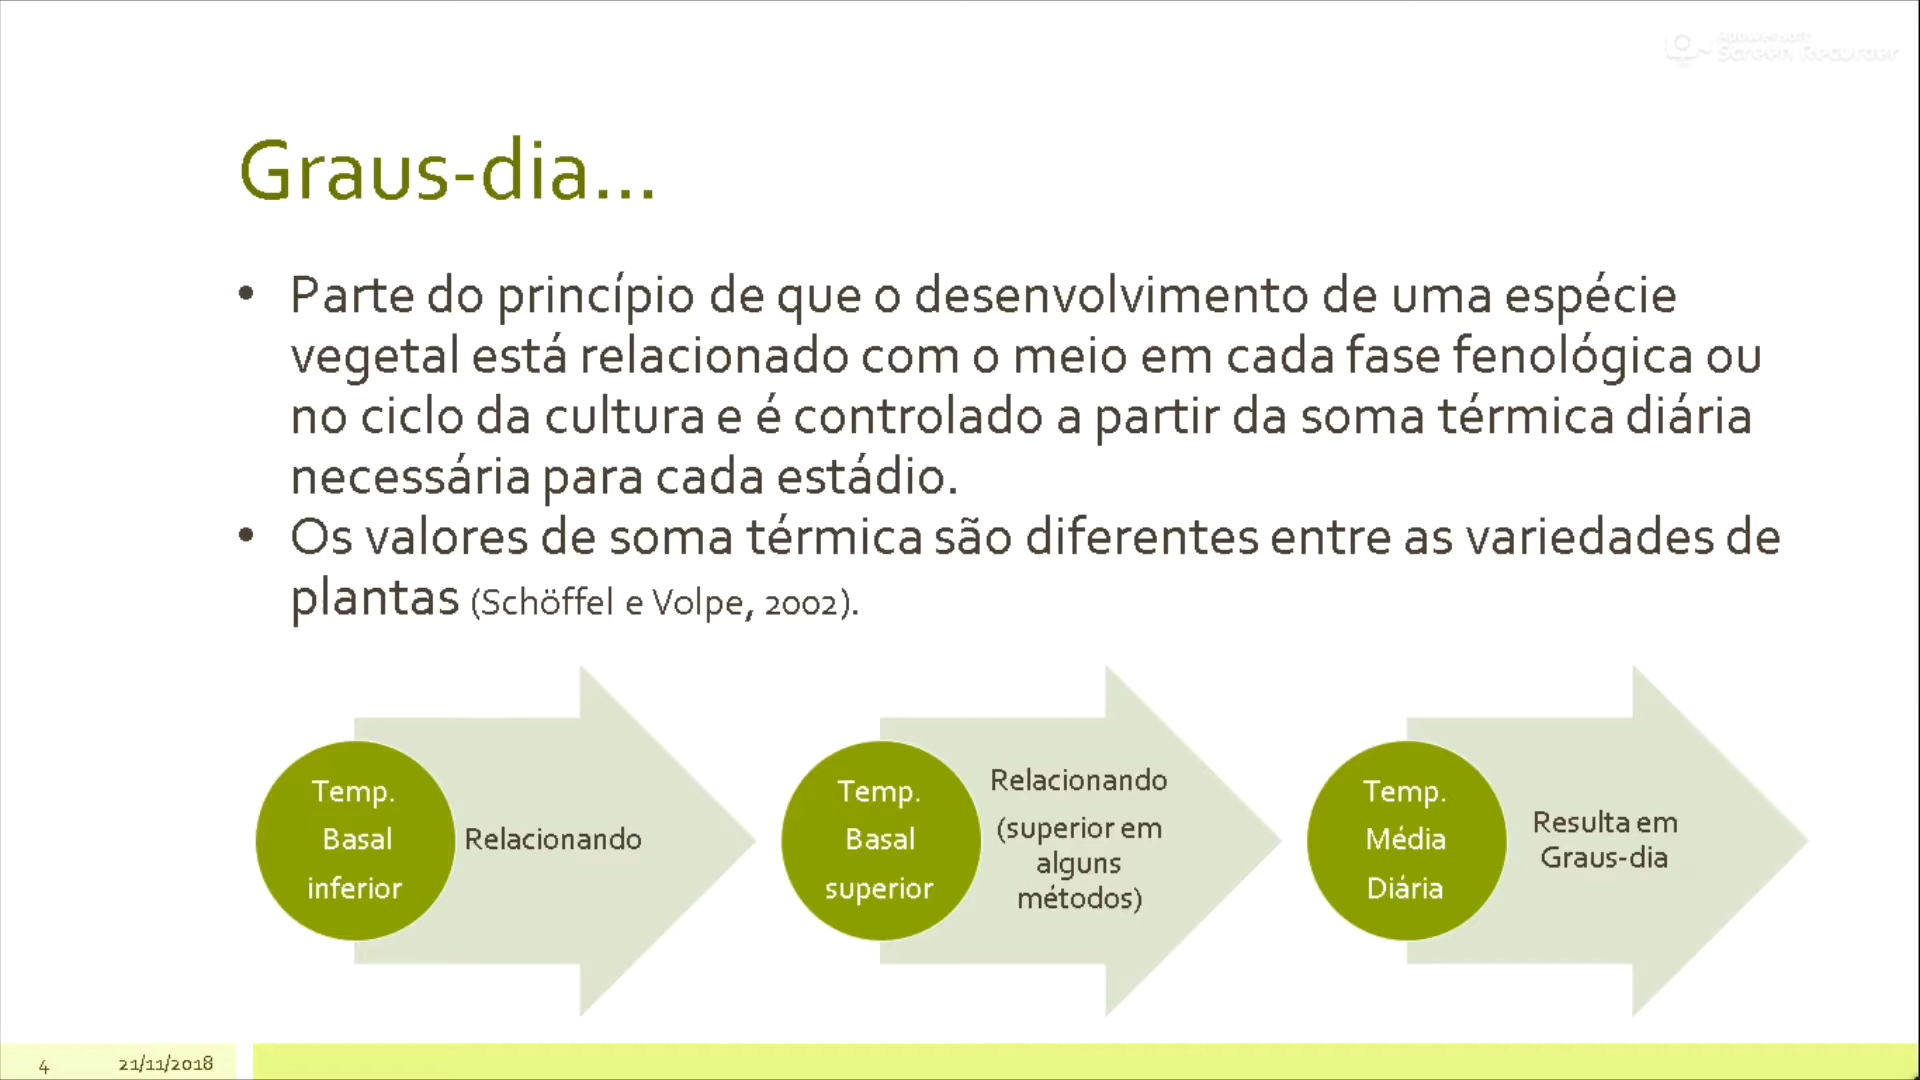 Apowersoft
Screen Recorder
Graus-dia...
• Parte do princípio de que o desenvolvimento de uma espécie
vegetal está relacionado com o meio em cada fase fenológica ou
no ciclo da cultura e é controlado a partir da soma térmica diária
necessária para cada estádio.
• Os valores de soma térmica são diferentes entre as variedades de
plantas (Schöffel e Volpe, 2002).
Temp.
Basal
inferior
Relacionando
Temp.
Basal
superior
Relacionando
(superior em
alguns
métodos)
Temp.
Média
Diária
Resulta em
Graus-dia
4
21/11/2018